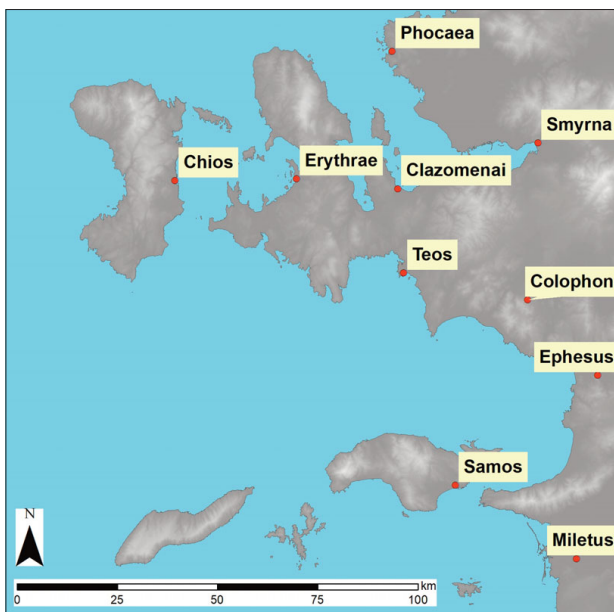 Phocaea
Smyrna
Chios
Erythrae
Clazomenai
Teos
Colophon
Ephesus
Samos
Miletus
N
km
0 25 50 75 100